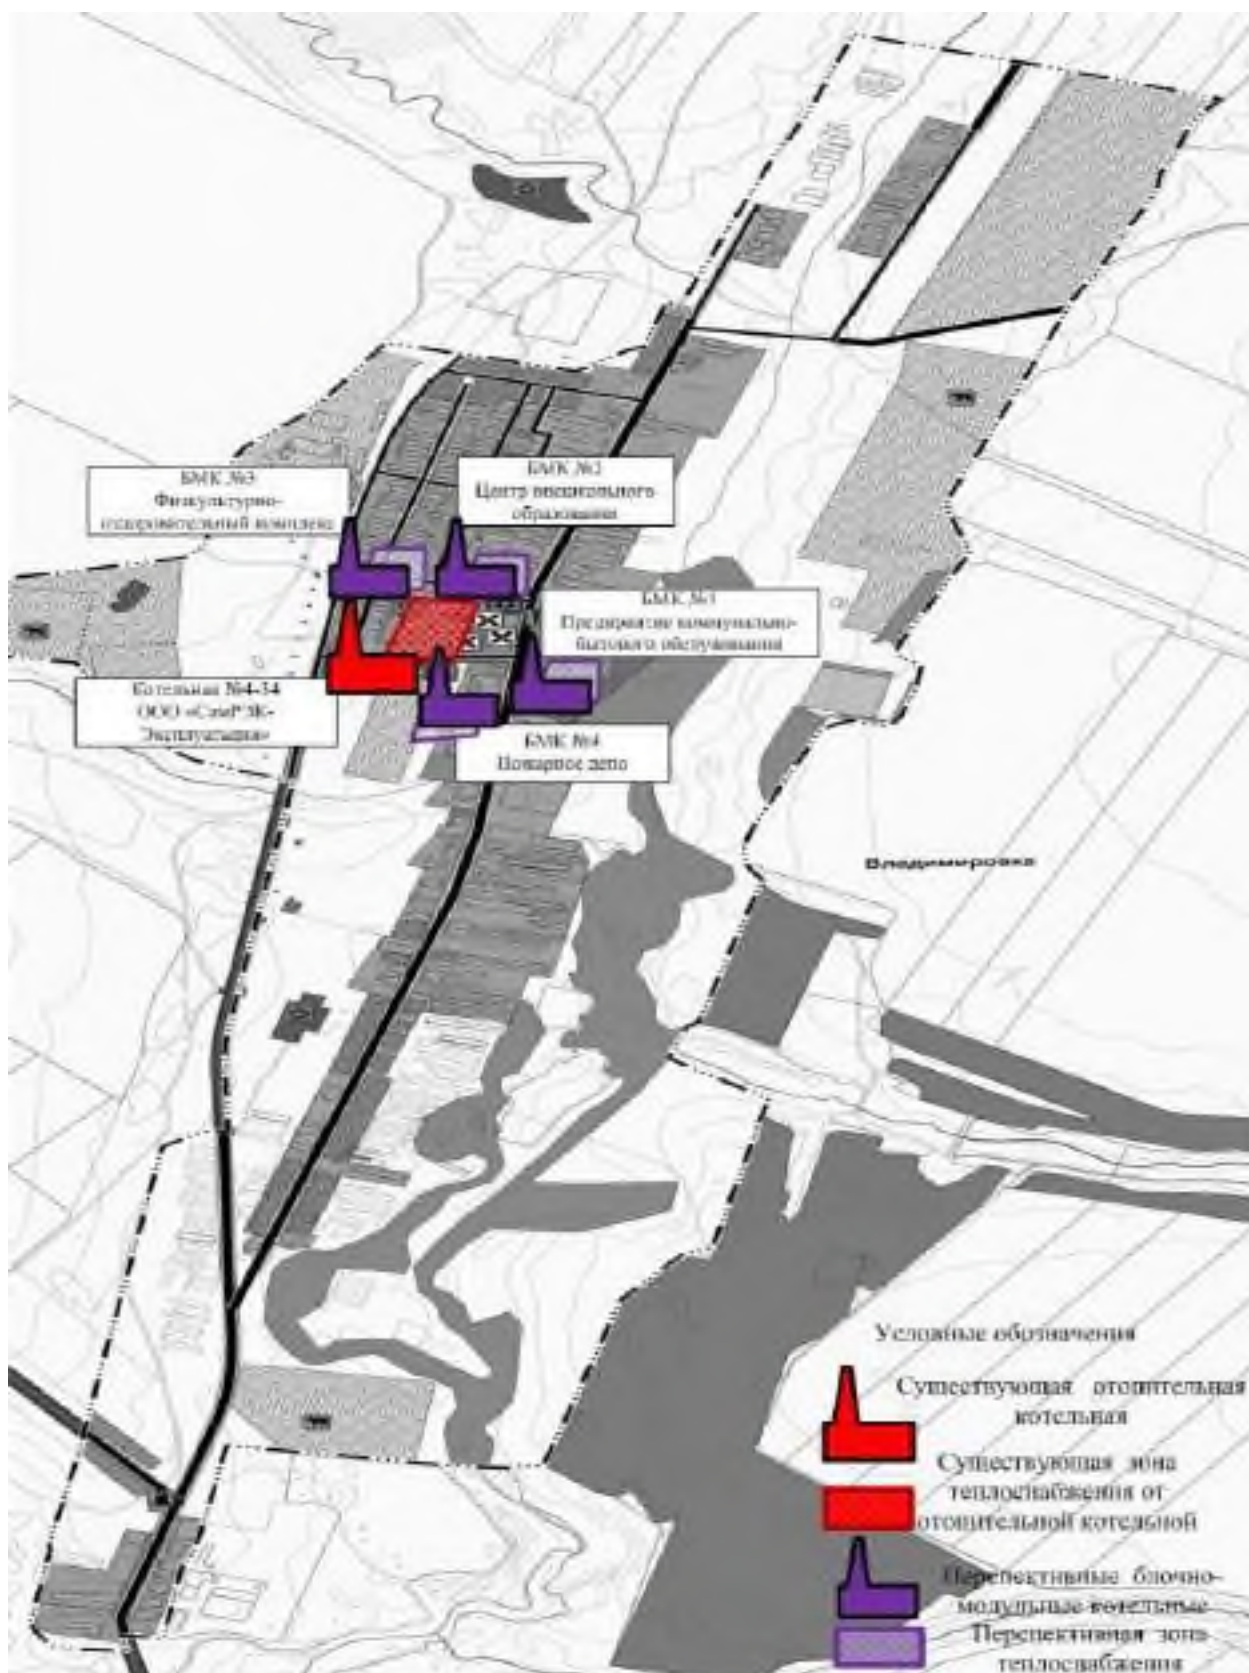 БМК №3
Физкультурно-
оздоровительный комплекс
БМК №2
Центр внешкольного
образования
БМК №1
Предприятие коммунально-
бытового обслуживания
Котельная №4-34
ООО «СамРЭК-
Эксплуатация»
БМК №4
Пожарное депо
Владимировка
Условные обозначения
Существующая отопительная
котельная
Существующая зона
теплоснабжения от
отопительной котельной
Перспективные блочно-
модульные котельные
Перспективная зона
теплоснабжения